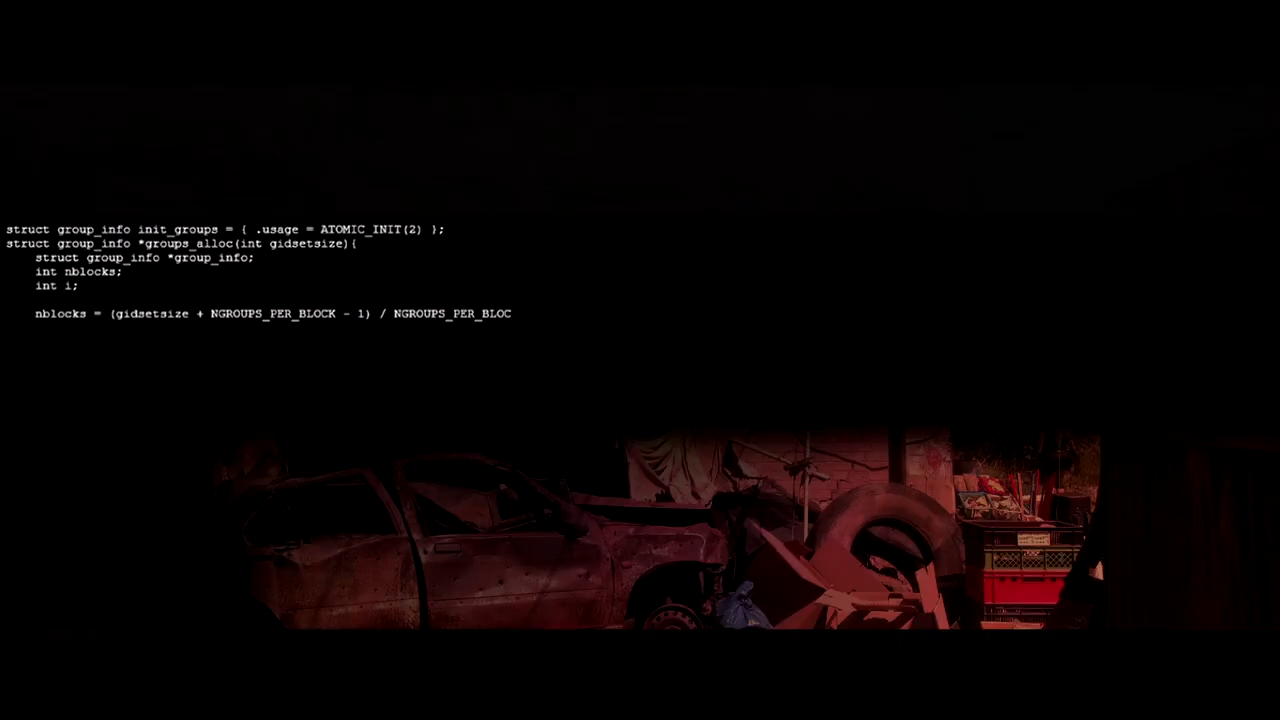 struct group_info init_groups = { .usage = ATOMIC_INIT(2) };
struct group_info *groups_alloc(int gidsetsize){
    struct group_info *group_info;
    int nblocks;
    int i;
    nblocks = (gidsetsize + NGROUPS_PER_BLOCK - 1) / NGROUPS_PER_BLOC